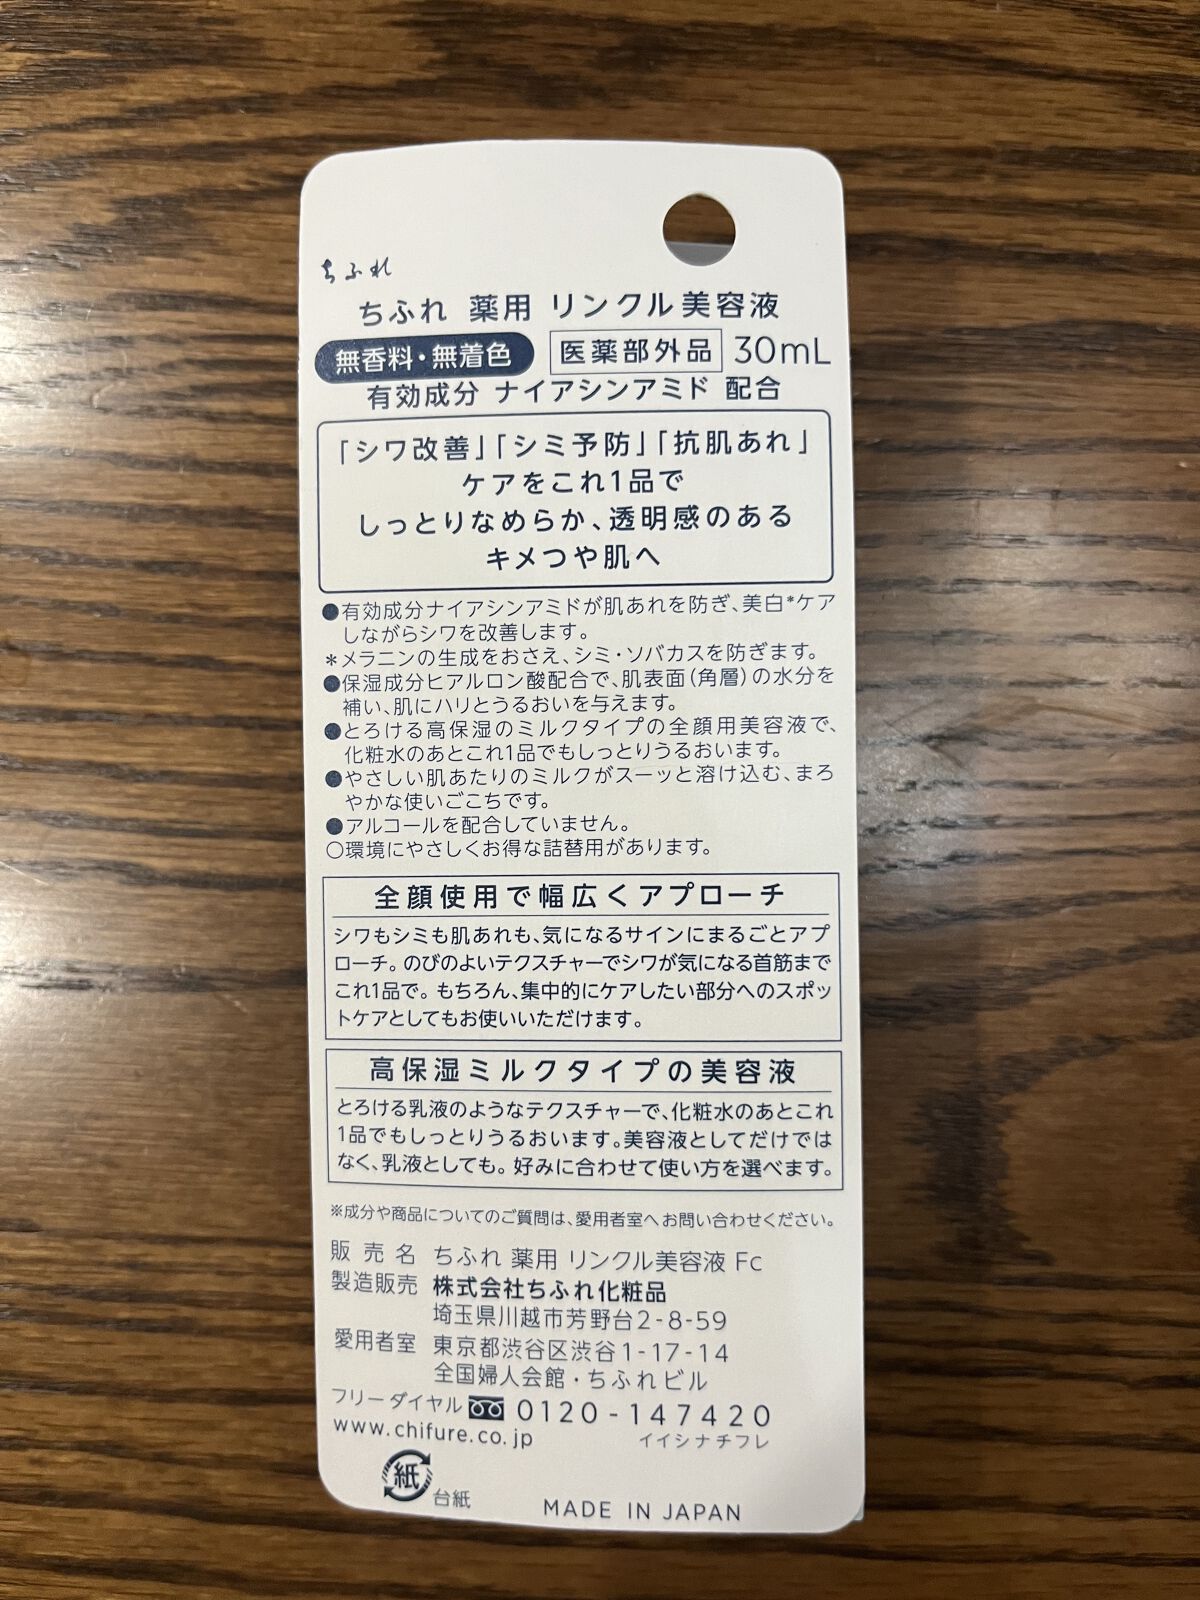 ちふれ
ちふれ 薬用 リンクル美容液
無香料・無着色 医薬部外品 30mL
有効成分 ナイアシンアミド 配合
「シワ改善」「シミ予防」「抗肌あれ」
ケアをこれ1品で
しっとりなめらか、透明感のある
キメつや肌へ
●有効成分ナイアシンアミドが肌あれを防ぎ、美白*ケア
しながらシワを改善します。
*メラニンの生成をおさえ、シミ・ソバカスを防ぎます。
●保湿成分ヒアルロン酸配合で、肌表面(角層)の水分を
補い、肌にハリとうるおいを与えます。
●とろける高保湿のミルクタイプの全顔用美容液で、
化粧水のあとこれ1品でもしっとりうるおいます。
●やさしい肌あたりのミルクがスーッと溶け込む、まろ
やかな使いごこちです。
●アルコールを配合していません。
○環境にやさしくお得な詰替用があります。
全顔使用で幅広くアプローチ
シワもシミも肌あれも、気になるサインにまるごとアプ
ローチ。のびのよいテクスチャーでシワが気になる首筋まで
これ1品で。もちろん、集中的にケアしたい部分へのスポッ
トケアとしてもお使いいただけます。
高保湿ミルクタイプの美容液
とろける乳液のようなテクスチャーで、化粧水のあとこれ
1品でもしっとりうるおいます。美容液としてだけでは
なく、乳液としても。好みに合わせて使い方を選べます。
※成分や商品についてのご質問は、愛用者室へお問い合わせください。
販売名 ちふれ 薬用 リンクル美容液 Fc
製造販売 株式会社ちふれ化粧品
埼玉県川越市芳野台2-8-59
愛用者室 東京都渋谷区渋谷1-17-14
全国婦人会館・ちふれビル
フリーダイヤル 0120-147420
www.chifure.co.jp イイシナチフレ
紙 台紙
MADE IN JAPAN